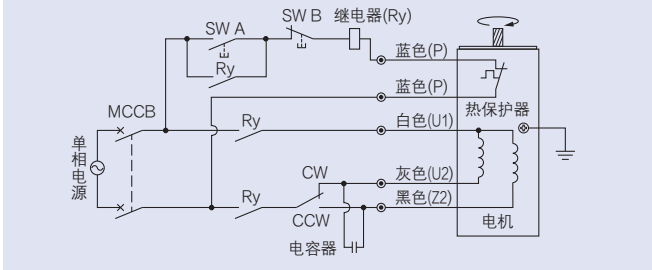 SW A
SW B
继电器(Ry)
Ry
蓝色(P)
蓝色(P)
热保护器
MCCB
Ry
白色(U1)
单相电源
CW
灰色(U2)
Ry
黑色(Z2)
CCW
电机
电容器